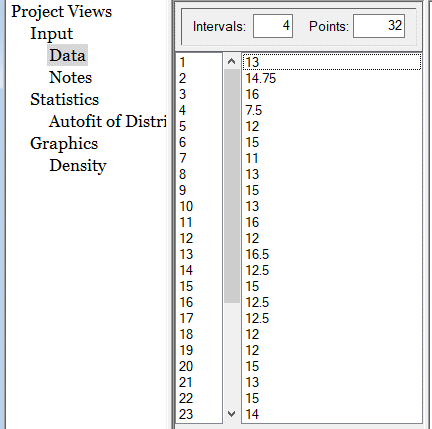 Project Views
Input
Data
Notes
Statistics
Autofit of Distri
Graphics
Density
Intervals: 4 Points: 32
1 13
2 14.75
3 16
4 7.5
5 12
6 15
7 11
8 13
9 15
10 13
11 16
12 12
13 16.5
14 12.5
15 15
16 12.5
17 12.5
18 12
19 12
20 15
21 13
22 15
23 14